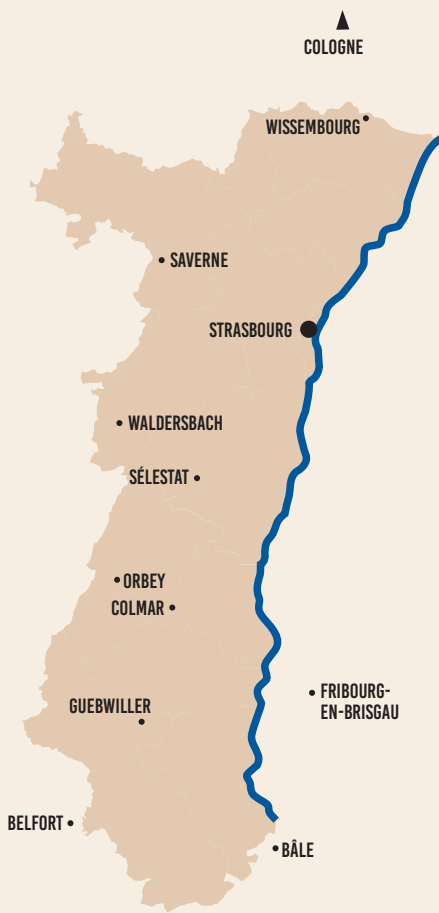 COLOGNE
WISSEMBOURG
SAVERNE
STRASBOURG
WALDERSBACH
SÉLESTAT
ORBEY
COLMAR
FRIBOURG-
EN-BRISGAU
GUEBWILLER
BELFORT
BÂLE